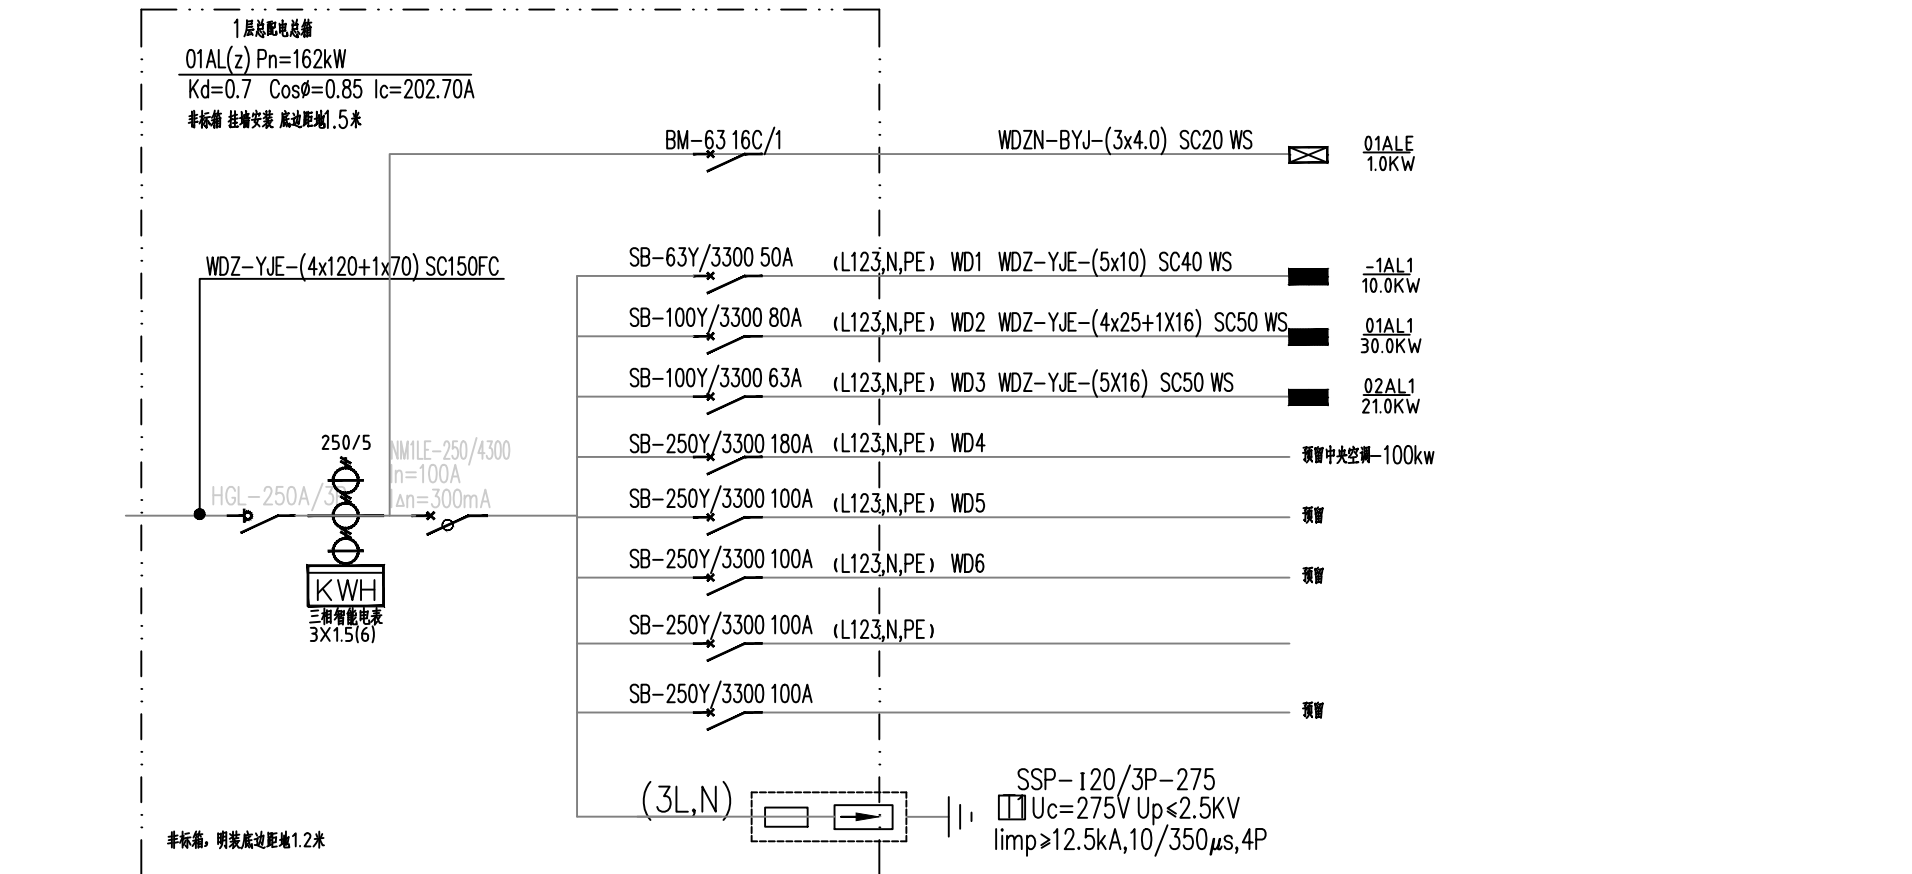 1层总配电总箱
01AL(z) Pn=162kW
Kd=0.7 CosØ=0.85 Ic=202.70A
非标箱 挂墙安装 底边距地1.5米
BM-63 16C/1 WDZN-BYJ-(3x4.0) SC20 WS 01ALE
1.0KW
WDZ-YJE-(4x120+1x70) SC150FC
SB-63Y/3300 50A (L123,N,PE) WD1 WDZ-YJE-(5x10) SC40 WS -1AL1
10.0KW
SB-100Y/3300 80A (L123,N,PE) WD2 WDZ-YJE-(4x25+1X16) SC50 WS 01AL1
30.0KW
SB-100Y/3300 63A (L123,N,PE) WD3 WDZ-YJE-(5X16) SC50 WS 02AL1
21.0KW
250/5
NM1LE-250/4300
In=100A
I△n=300mA
HGL-250A/3P
SB-250Y/3300 180A (L123,N,PE) WD4 预留中央空调-100kw
SB-250Y/3300 100A (L123,N,PE) WD5 预留
SB-250Y/3300 100A (L123,N,PE) WD6 预留
KWH
三相智能电表
3X1.5(6)
SB-250Y/3300 100A (L123,N,PE)
SB-250Y/3300 100A 预留
(3L,N)
SSP-I20/3P-275
T1 Uc=275V Up≤2.5KV
Iimp≥12.5kA,10/350μs,4P
非标箱，明装底边距地1.2米